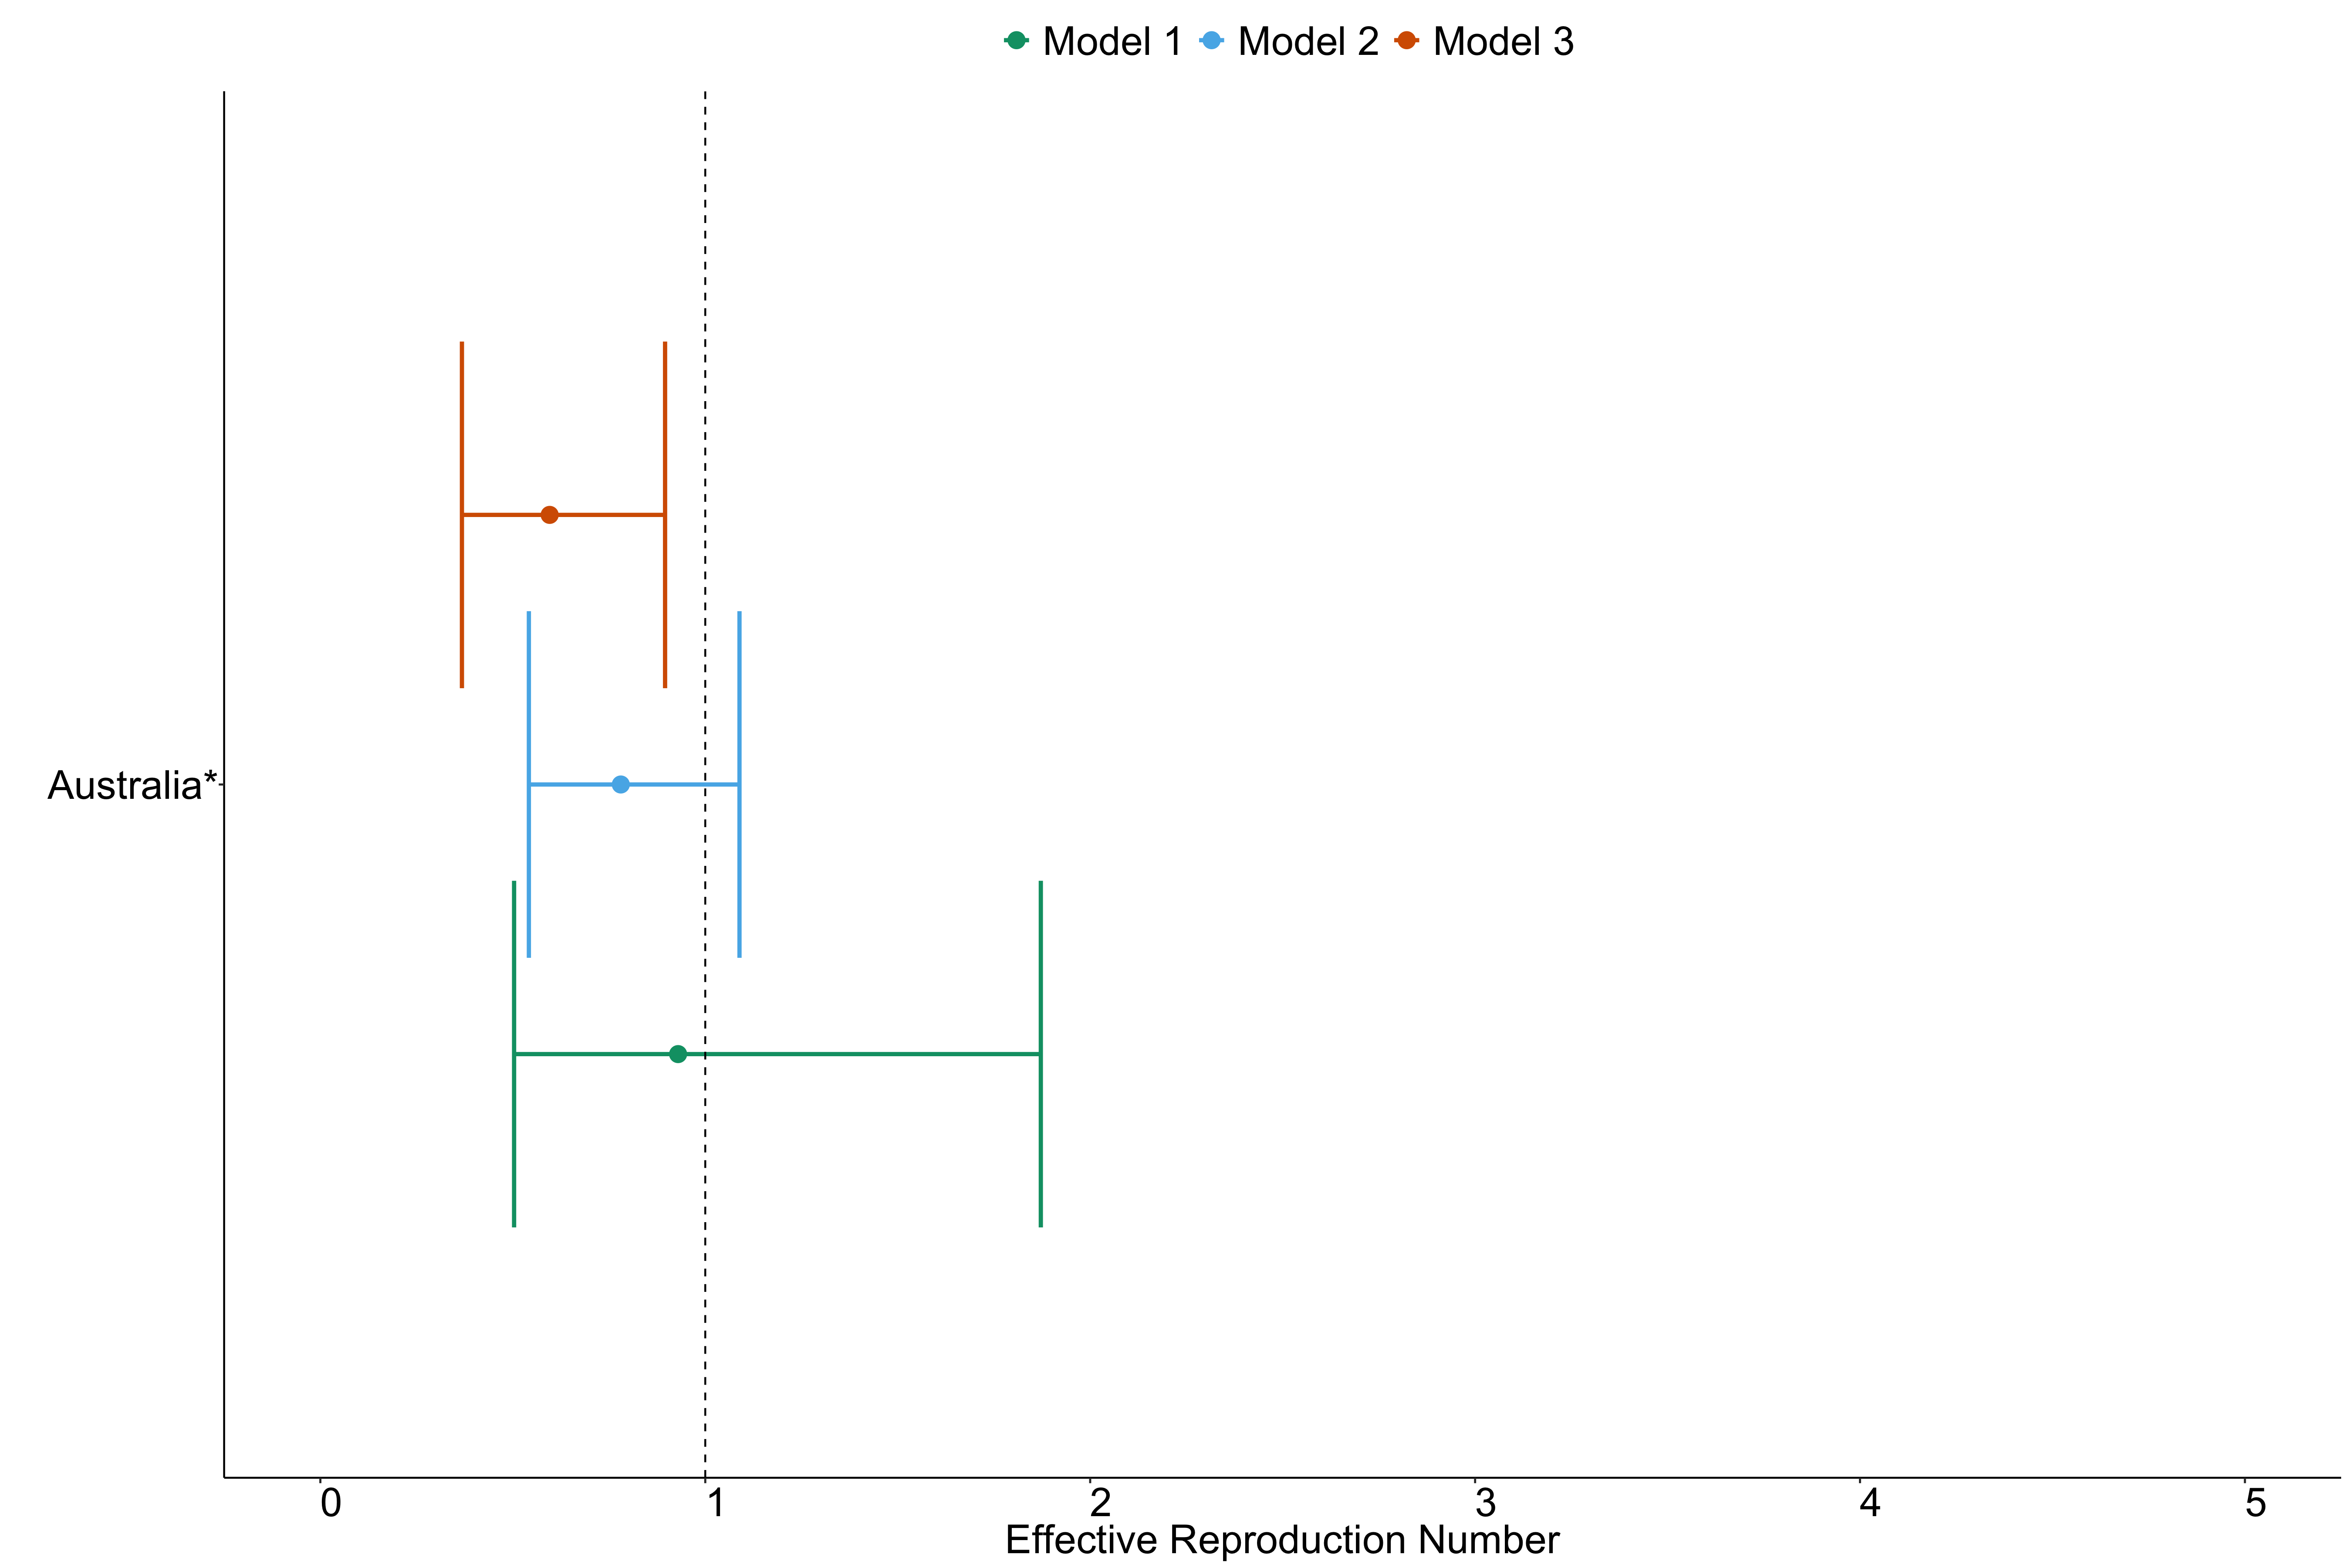 Model 1 Model 2 Model 3
Australia*
0 1 2 3 4 5
Effective Reproduction Number